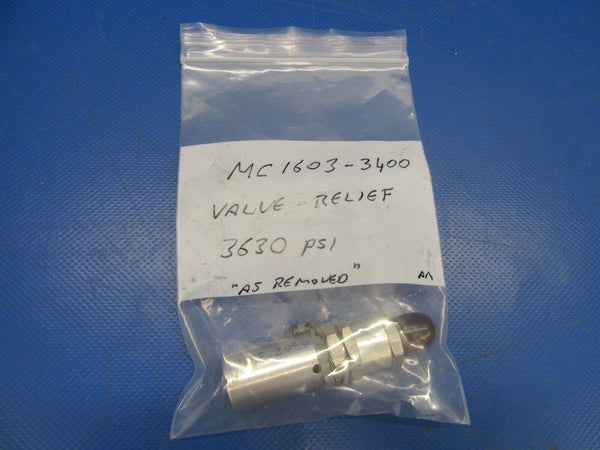 MC1603-3400
VALVE-RELIEF
3630 PSI
"AS REMOVED"